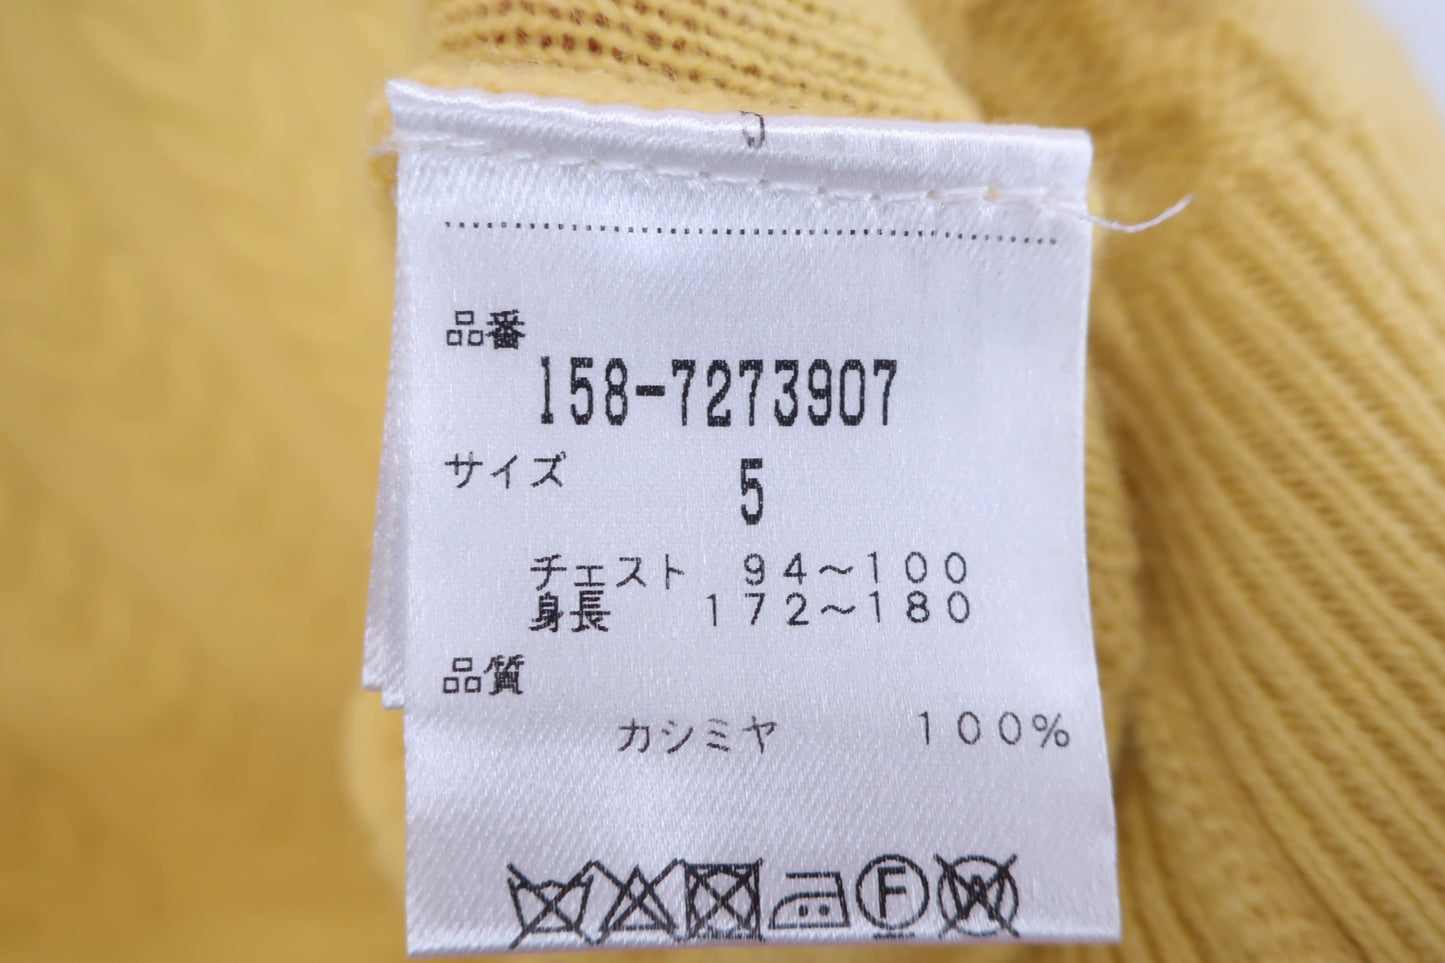 5
品番
158-7273907
サイズ 5
チェスト 94～100
身長 172～180
品質
カシミヤ 100%
F W